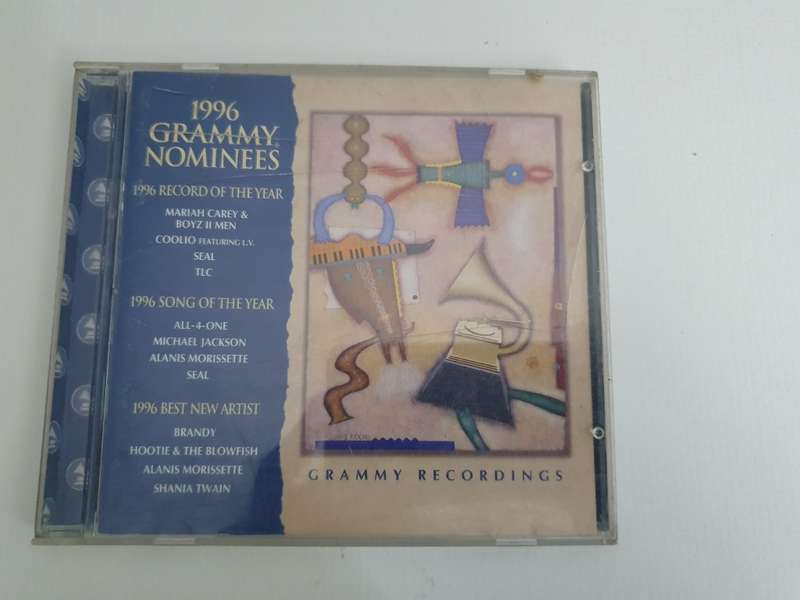 1996
GRAMMY®
NOMINEES
1996 RECORD OF THE YEAR
MARIAH CAREY &
BOYZ II MEN
COOLIO FEATURING L.V.
SEAL
TLC
1996 SONG OF THE YEAR
ALL-4-ONE
MICHAEL JACKSON
ALANIS MORISSETTE
SEAL
1996 BEST NEW ARTIST
BRANDY
HOOTIE & THE BLOWFISH
ALANIS MORISSETTE
SHANIA TWAIN
GRAMMY RECORDINGS